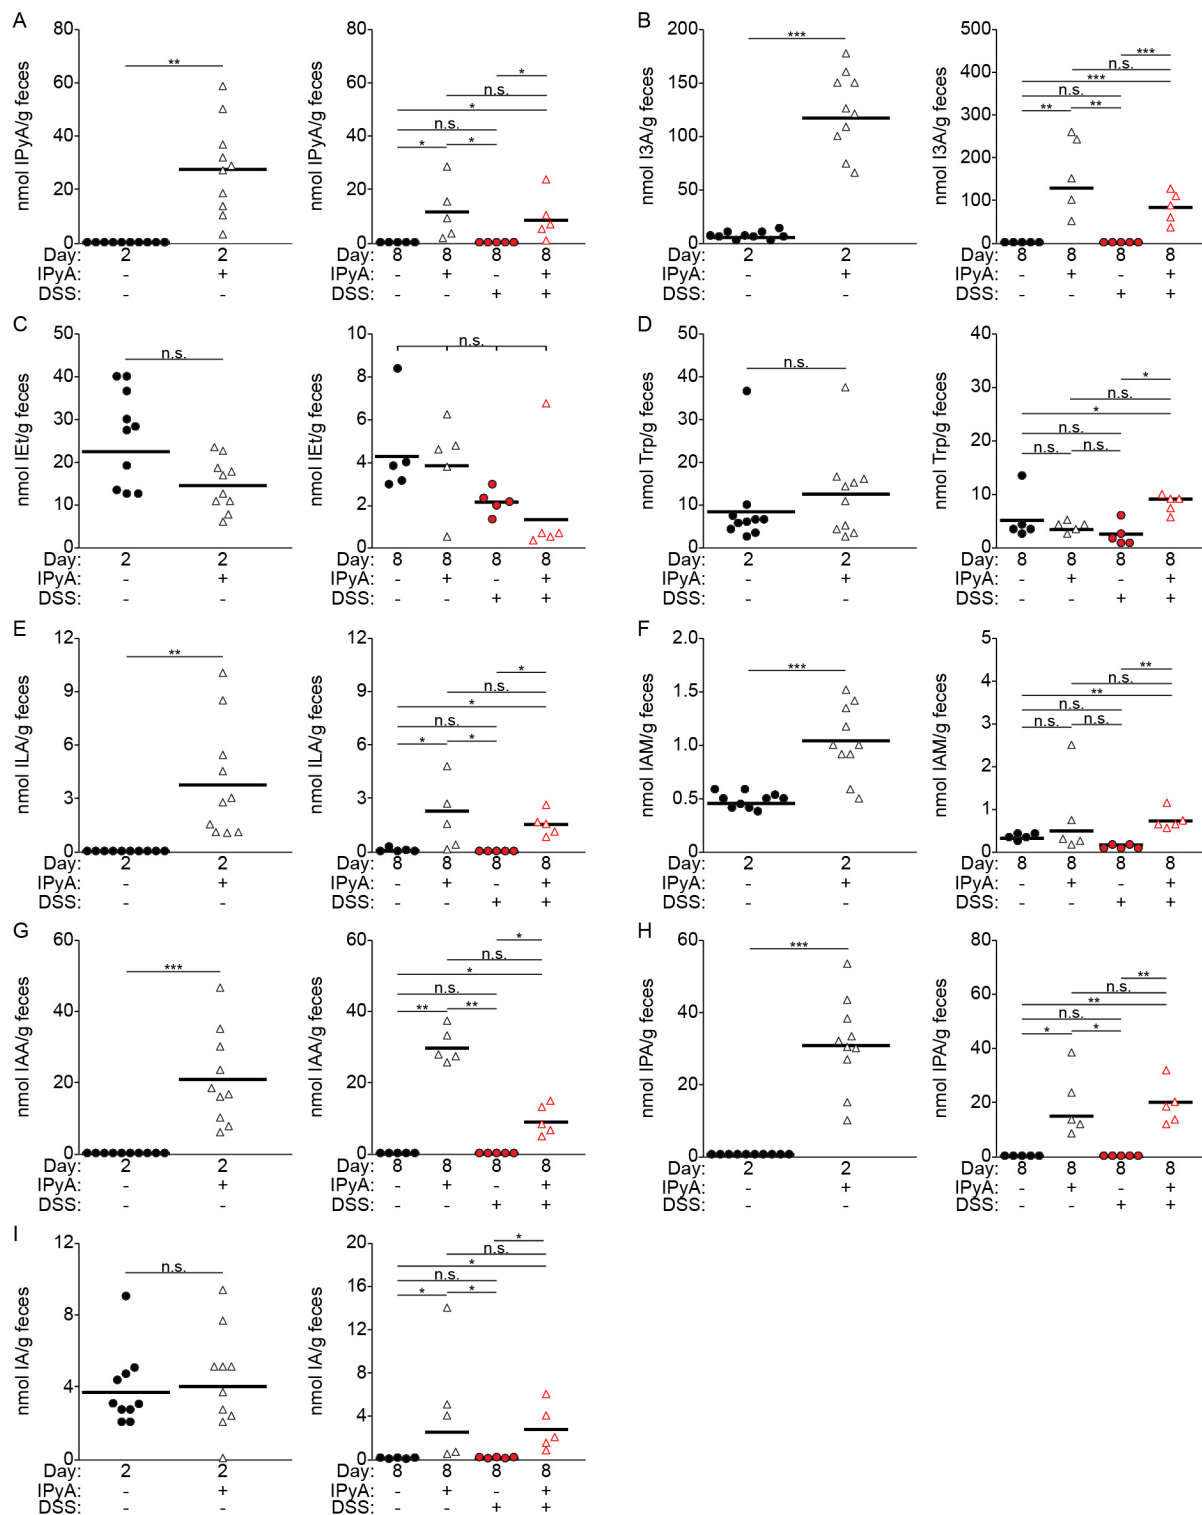 A
nmol IPyA/g feces
80
60
40
20
0
**
Day: 2 2
IPyA: - +
DSS: - -
nmol IPyA/g feces
80
60
40
20
0
*
n.s.
*
n.s.
* *
8 8 8 8
- + - +
- - + +
B
nmol I3A/g feces
200
150
100
50
0
***
Day: 2 2
IPyA: - +
DSS: - -
nmol I3A/g feces
500
400
300
200
100
0
***
n.s.
***
n.s.
** **
8 8 8 8
- + - +
- - + +
C
nmol IEt/g feces
50
40
30
20
10
0
n.s.
Day: 2 2
IPyA: - +
DSS: - -
nmol IEt/g feces
10
8
6
4
2
0
n.s.
Day: 8 8 8 8
IPyA: - + - +
DSS: - - + +
D
nmol Trp/g feces
50
40
30
20
10
0
n.s.
Day: 2 2
IPyA: - +
DSS: - -
nmol Trp/g feces
40
30
20
10
0
*
n.s.
*
n.s.
n.s. n.s.
Day: 8 8 8 8
IPyA: - + - +
DSS: - - + +
E
nmol ILA/g feces
12
9
6
3
0
**
Day: 2 2
IPyA: - +
DSS: - -
nmol ILA/g feces
12
9
6
3
0
*
n.s.
*
n.s.
* *
Day: 8 8 8 8
IPyA: - + - +
DSS: - - + +
F
nmol IAM/g feces
2.0
1.5
1.0
0.5
0
***
Day: 2 2
IPyA: - +
DSS: - -
nmol IAM/g feces
5
4
3
2
1
0
**
n.s.
**
n.s.
n.s. n.s.
Day: 8 8 8 8
IPyA: - + - +
DSS: - - + +
G
nmol IAA/g feces
60
40
20
0
***
Day: 2 2
IPyA: - +
DSS: - -
nmol IAA/g feces
60
40
20
0
*
n.s.
*
n.s.
** **
Day: 8 8 8 8
IPyA: - + - +
DSS: - - + +
H
nmol IPA/g feces
60
40
20
0
***
Day: 2 2
IPyA: - +
DSS: - -
nmol IPA/g feces
80
60
40
20
0
**
n.s.
**
n.s.
* *
Day: 8 8 8 8
IPyA: - + - +
DSS: - - + +
I
nmol IA/g feces
12
8
4
0
n.s.
Day: 2 2
IPyA: - +
DSS: - -
nmol IA/g feces
20
16
12
8
4
0
*
n.s.
*
n.s.
* *
Day: 8 8 8 8
IPyA: - + - +
DSS: - - + +